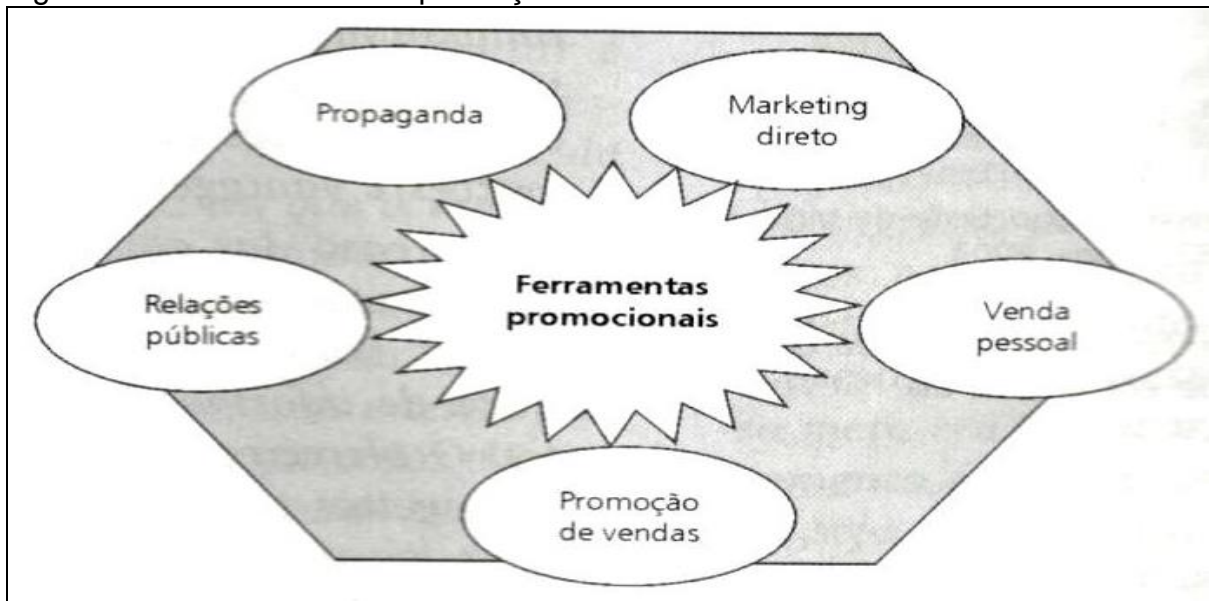 Propaganda
Marketing
direto
Ferramentas
promocionais
Relações
públicas
Venda
pessoal
Promoção
de vendas